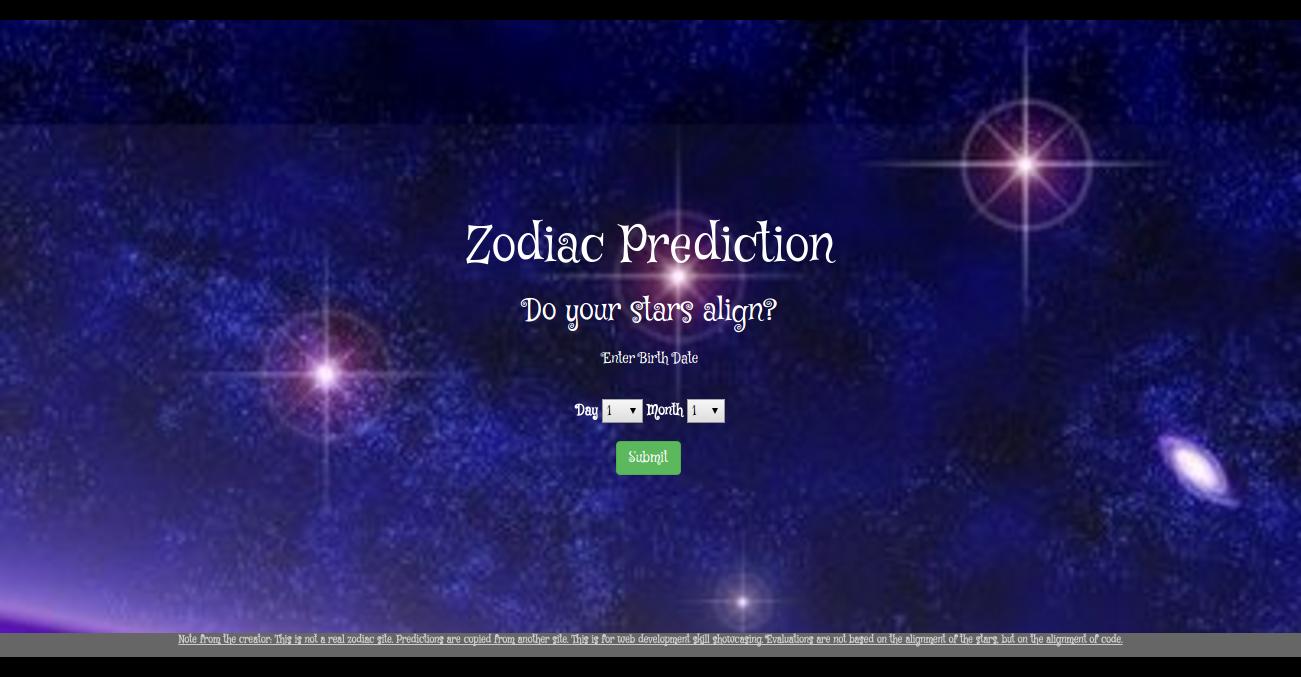 Zodiac Prediction
Do your stars align?
Enter Birth Date
Day 1 Month 1
Submit
Note from the creator: This is not a real zodiac site. Predictions are copied from another site. This is for web development skill showcasing. Evaluations are not based on the alignment of the stars, but on the alignment of code.